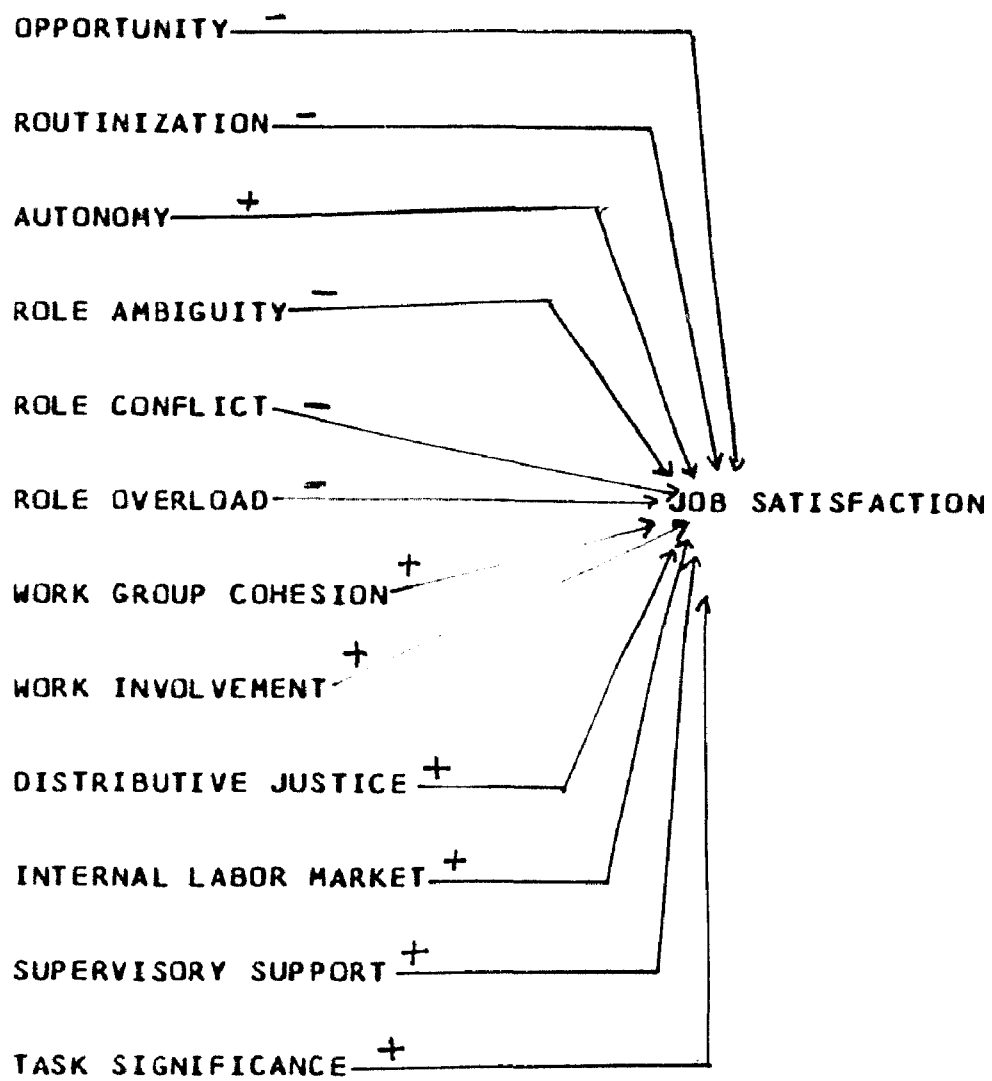 OPPORTUNITY -
ROUTINIZATION -
AUTONOMY +
ROLE AMBIGUITY -
ROLE CONFLICT -
ROLE OVERLOAD -
JOB SATISFACTION
WORK GROUP COHESION +
WORK INVOLVEMENT +
DISTRIBUTIVE JUSTICE +
INTERNAL LABOR MARKET +
SUPERVISORY SUPPORT +
TASK SIGNIFICANCE +